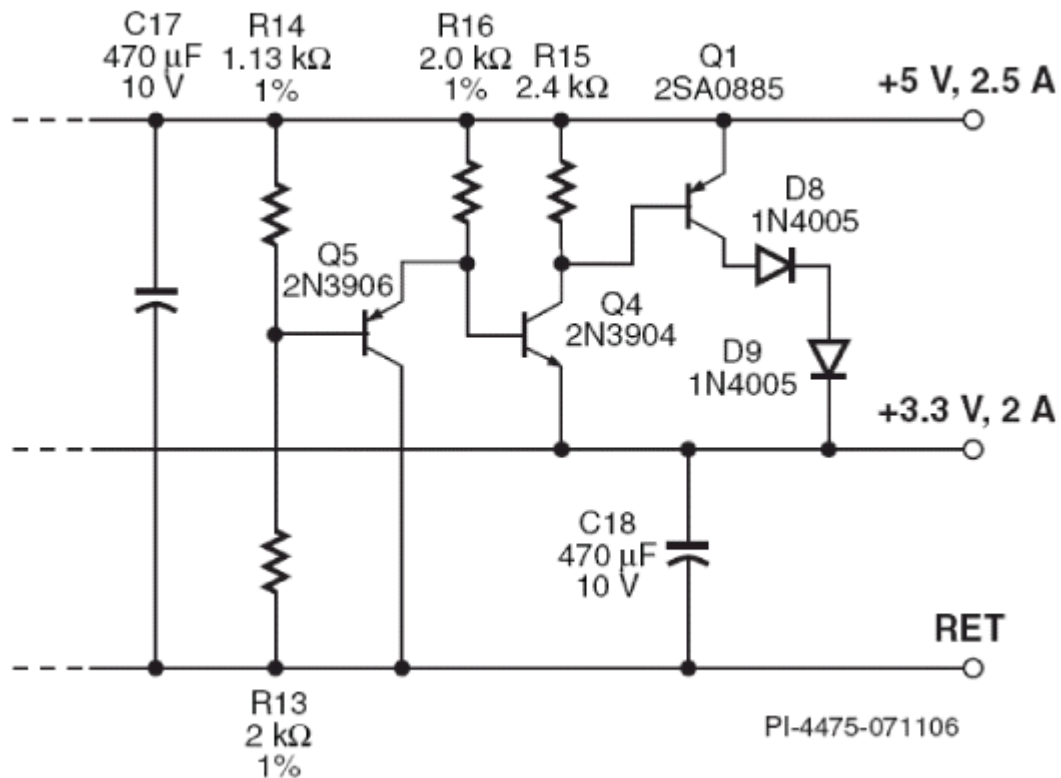 C17
470 μF
10 V
R14
1.13 kΩ
1%
R16
2.0 kΩ
1%
R15
2.4 kΩ
Q1
2SA0885
+5 V, 2.5 A
D8
1N4005
Q5
2N3906
Q4
2N3904
D9
1N4005
+3.3 V, 2 A
C18
470 μF
10 V
RET
R13
2 kΩ
1%
PI-4475-071106